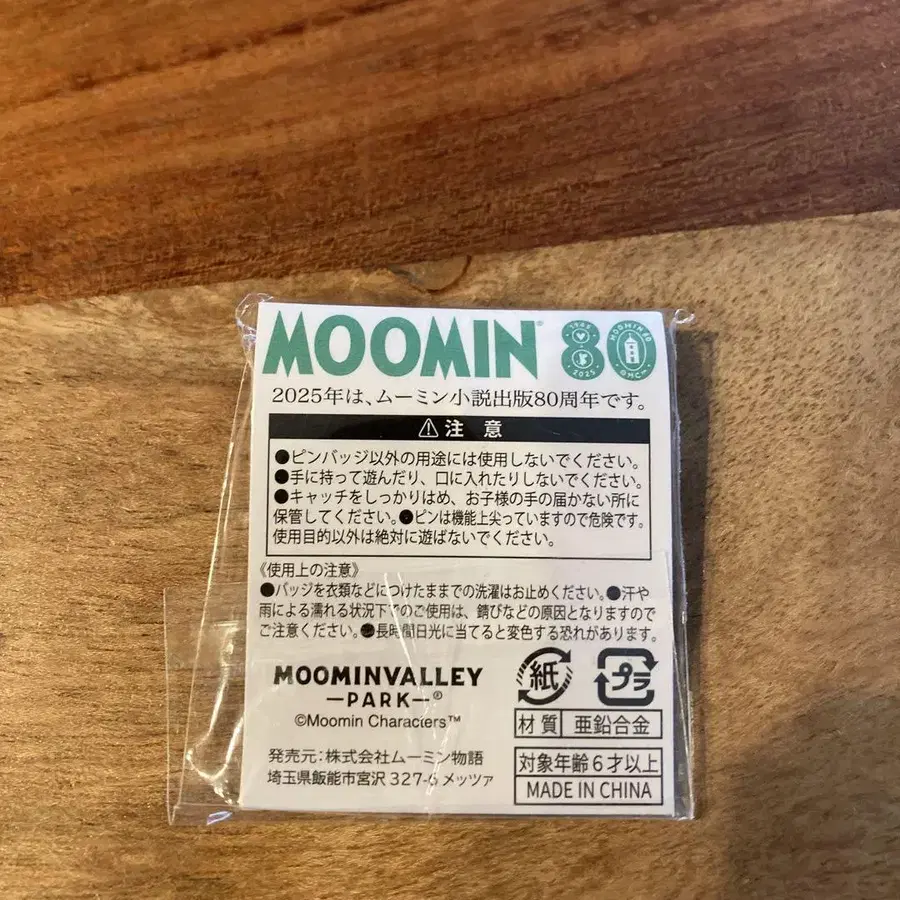 MOOMIN® 80
1945
2025
MOOMIN 80
©MC™
2025年は、ムーミン小説出版80周年です。
⚠注 意
●ピンバッジ以外の用途には使用しないでください。
●手に持って遊んだり、口に入れたりしないでください。
●キャッチをしっかりはめ、お子様の手の届かない所に
保管してください。●ピンは機能上尖っていますので危険です。
使用目的以外は絶対に遊ばないでください。
《使用上の注意》
●バッジを衣類などにつけたままでの洗濯はお止めください。●汗や
雨による濡れる状況下でのご使用は、錆びなどの原因となりますので
ご注意ください。●長時間日光に当てると変色する恐れがあります。
MOOMINVALLEY
—PARK—®
©Moomin Characters™
紙 プラ
材質 亜鉛合金
発売元:株式会社ムーミン物語
埼玉県飯能市宮沢 327-6 メッツァ
対象年齢6才以上
MADE IN CHINA